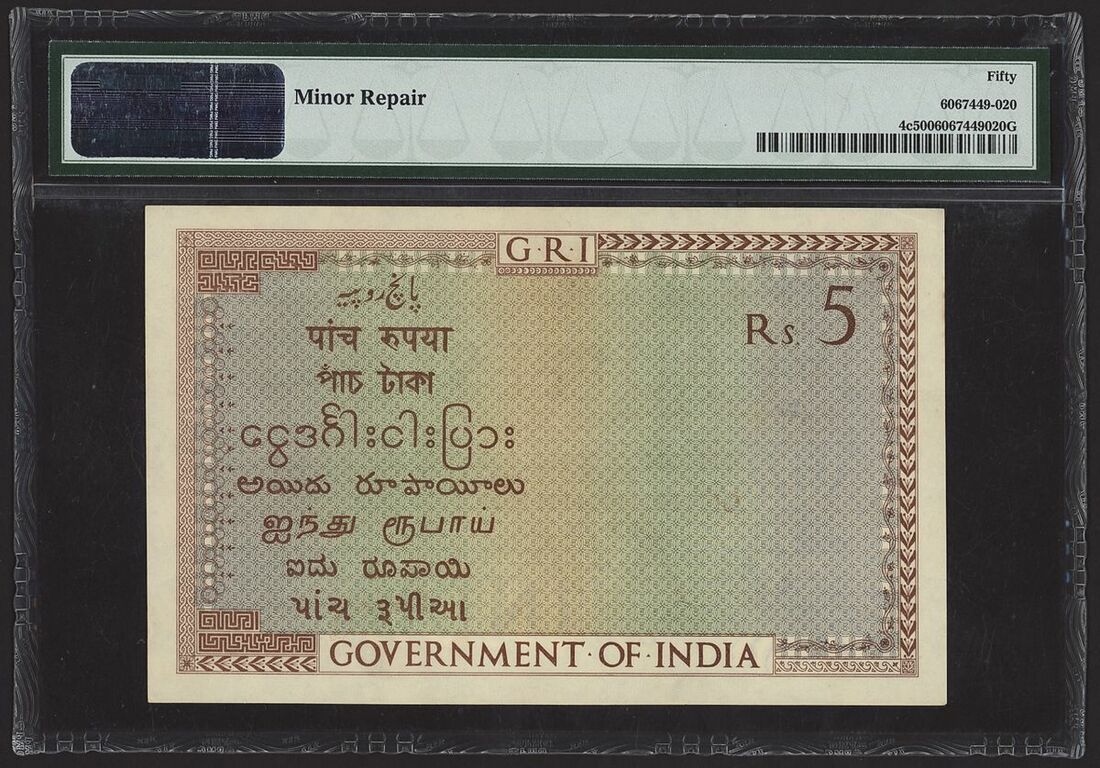 Minor Repair
Fifty
6067449-020
4c5006067449020G
G·R·I
پانچ روپیہ
Rs. 5
पांच रुपया
পাঁচ টাকা
ငွေဒင်္ဂါးငါးပြား
అయిదు రూపాయీలు
ஐந்து ரூபாய்
ಐದು ರೂಪಾಯಿ
પાંચ રૂપીઆ
GOVERNMENT·OF·INDIA